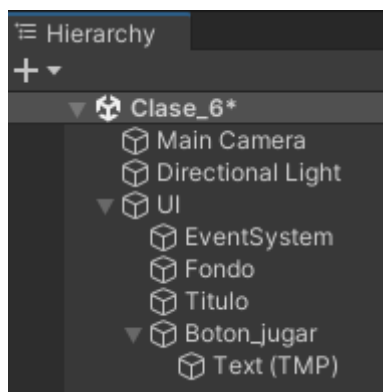 Hierarchy
Clase_6*
Main Camera
Directional Light
UI
EventSystem
Fondo
Titulo
Boton_jugar
Text (TMP)